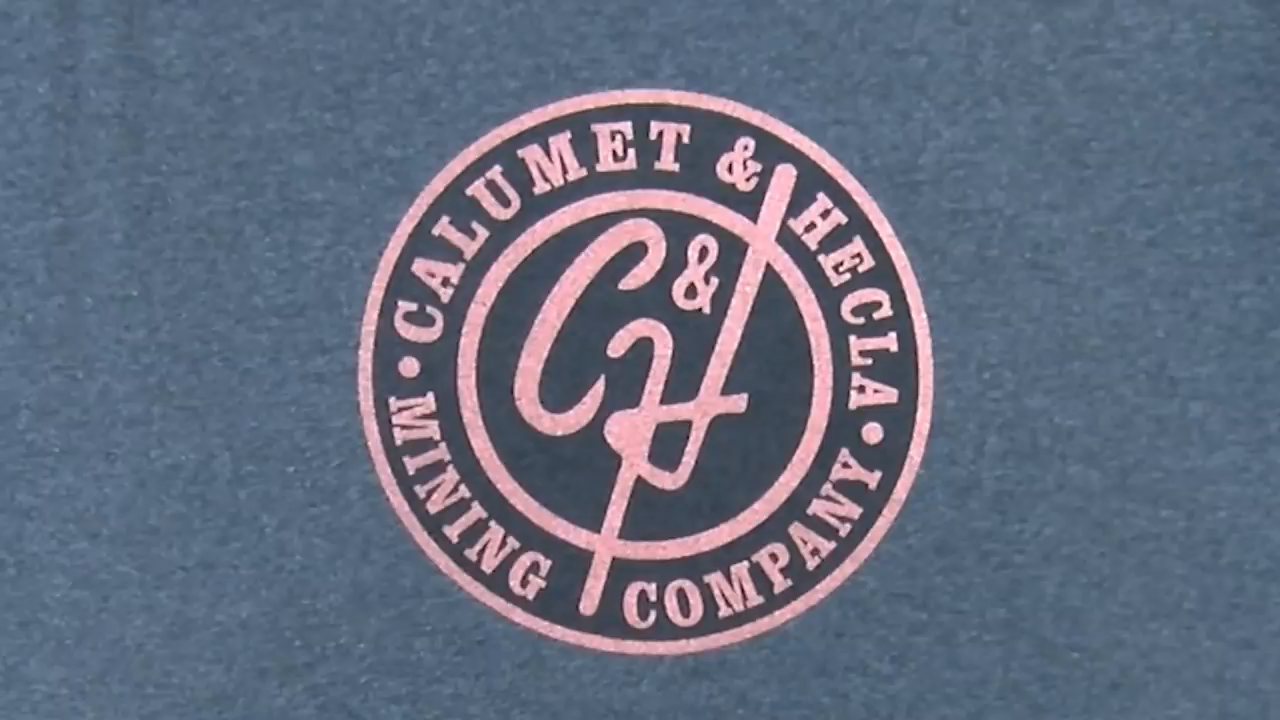 CALUMET & HECLA
C&H
• MINING COMPANY •